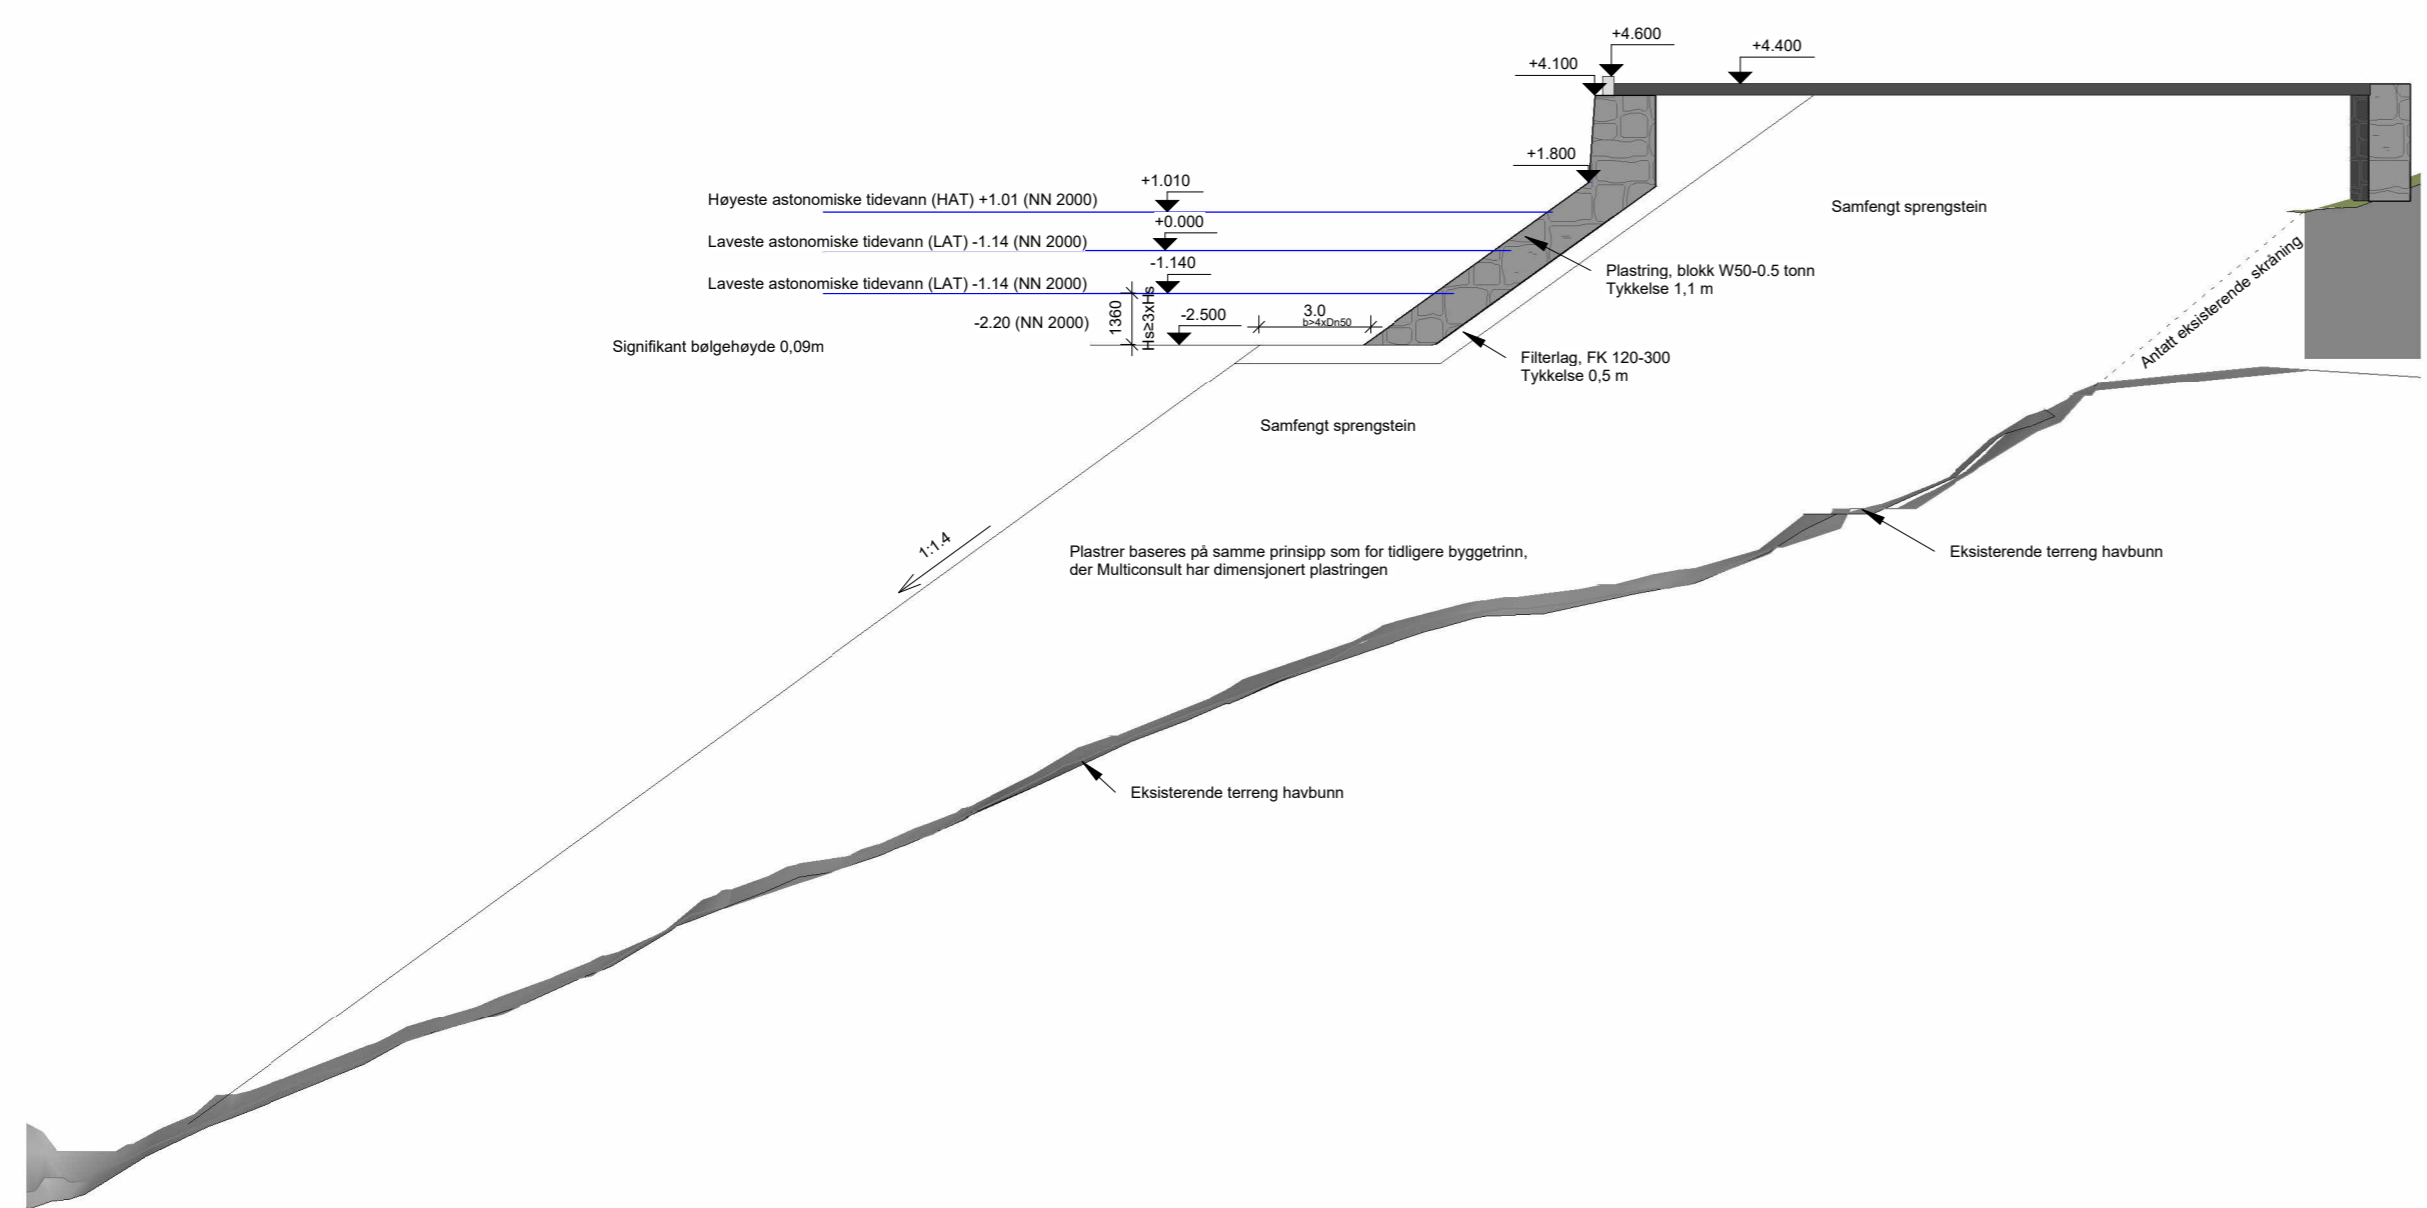 +4.600
+4.400
+4.100
+1.800
+1.010
Høyeste astonomiske tidevann (HAT) +1.01 (NN 2000)
+0.000
Laveste astonomiske tidevann (LAT) -1.14 (NN 2000)
-1.140
Laveste astonomiske tidevann (LAT) -1.14 (NN 2000)
-2.20 (NN 2000)
1360
Hs≥3xHs
-2.500
3.0
b>4xDn50
Signifikant bølgehøyde 0,09m
Samfengt sprengstein
Plastring, blokk W50-0.5 tonn
Tykkelse 1,1 m
Antatt eksisterende skråning
Filterlag, FK 120-300
Tykkelse 0,5 m
Samfengt sprengstein
1:1.4
Plastrer baseres på samme prinsipp som for tidligere byggetrinn,
der Multiconsult har dimensjonert plastringen
Eksisterende terreng havbunn
Eksisterende terreng havbunn